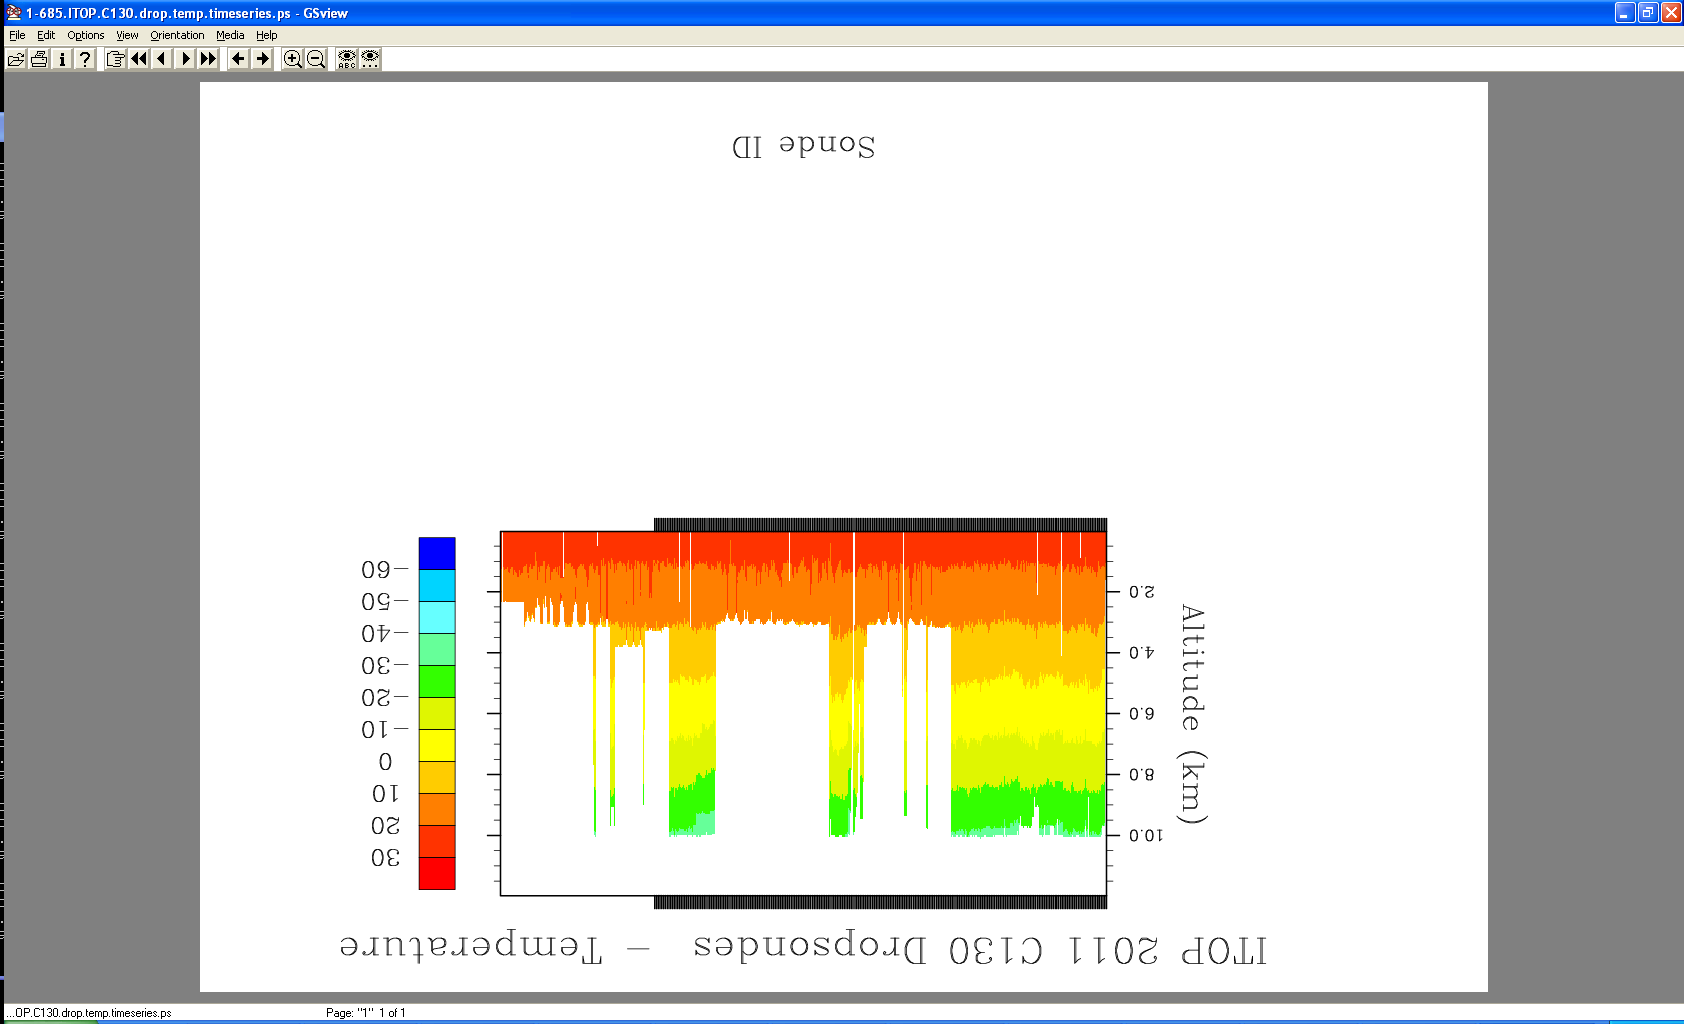 1-685.ITOP.C130.drop.temp.timeseries.ps - GSview
File Edit Options View Orientation Media Help
ABC
ITOP 2011 C130 Dropsondes - Temperature
10.0
8.0
6.0
4.0
2.0
Altitude (km)
30
20
10
0
-10
-20
-30
-40
-50
-60
Sonde ID
...OP.C130.drop.temp.timeseries.ps Page: "1" 1 of 1